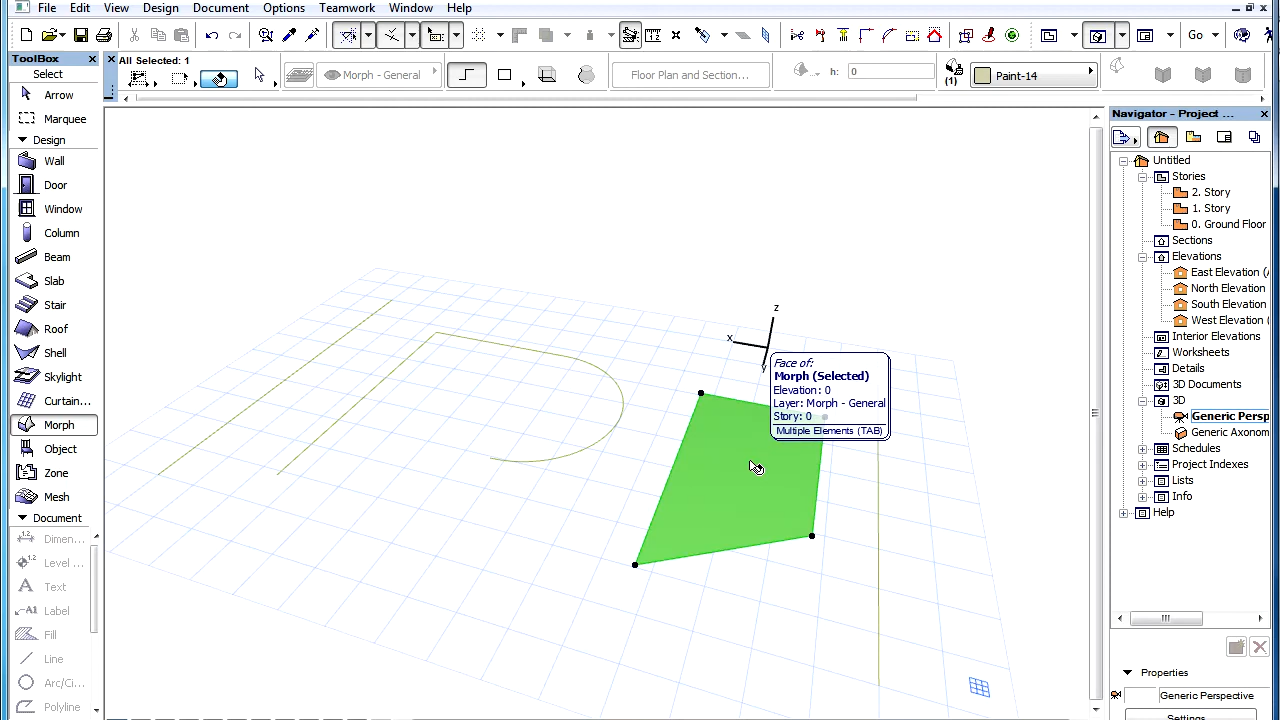 File Edit View Design Document Options Teamwork Window Help
Go
ToolBox
Select
Arrow
Marquee
Design
Wall
Door
Window
Column
Beam
Slab
Stair
Roof
Shell
Skylight
Curtain...
Morph
Object
Zone
Mesh
Document
Dimen...
Level ...
A Text
A1 Label
Fill
Line
Arc/Ci...
Polyline
All Selected: 1
Morph - General
Floor Plan and Section...
h: 0
(1)
Paint-14
z
x
y
Face of:
Morph (Selected)
Elevation: 0
Layer: Morph - General
Story: 0
Multiple Elements (TAB)
Navigator - Project ...
Untitled
Stories
2. Story
1. Story
0. Ground Floor
Sections
Elevations
East Elevation (
North Elevation
South Elevation
West Elevation (
Interior Elevations
Worksheets
Details
3D Documents
3D
Generic Persp
Generic Axonom
Schedules
Project Indexes
Lists
Info
Help
Properties
Generic Perspective
Settings...